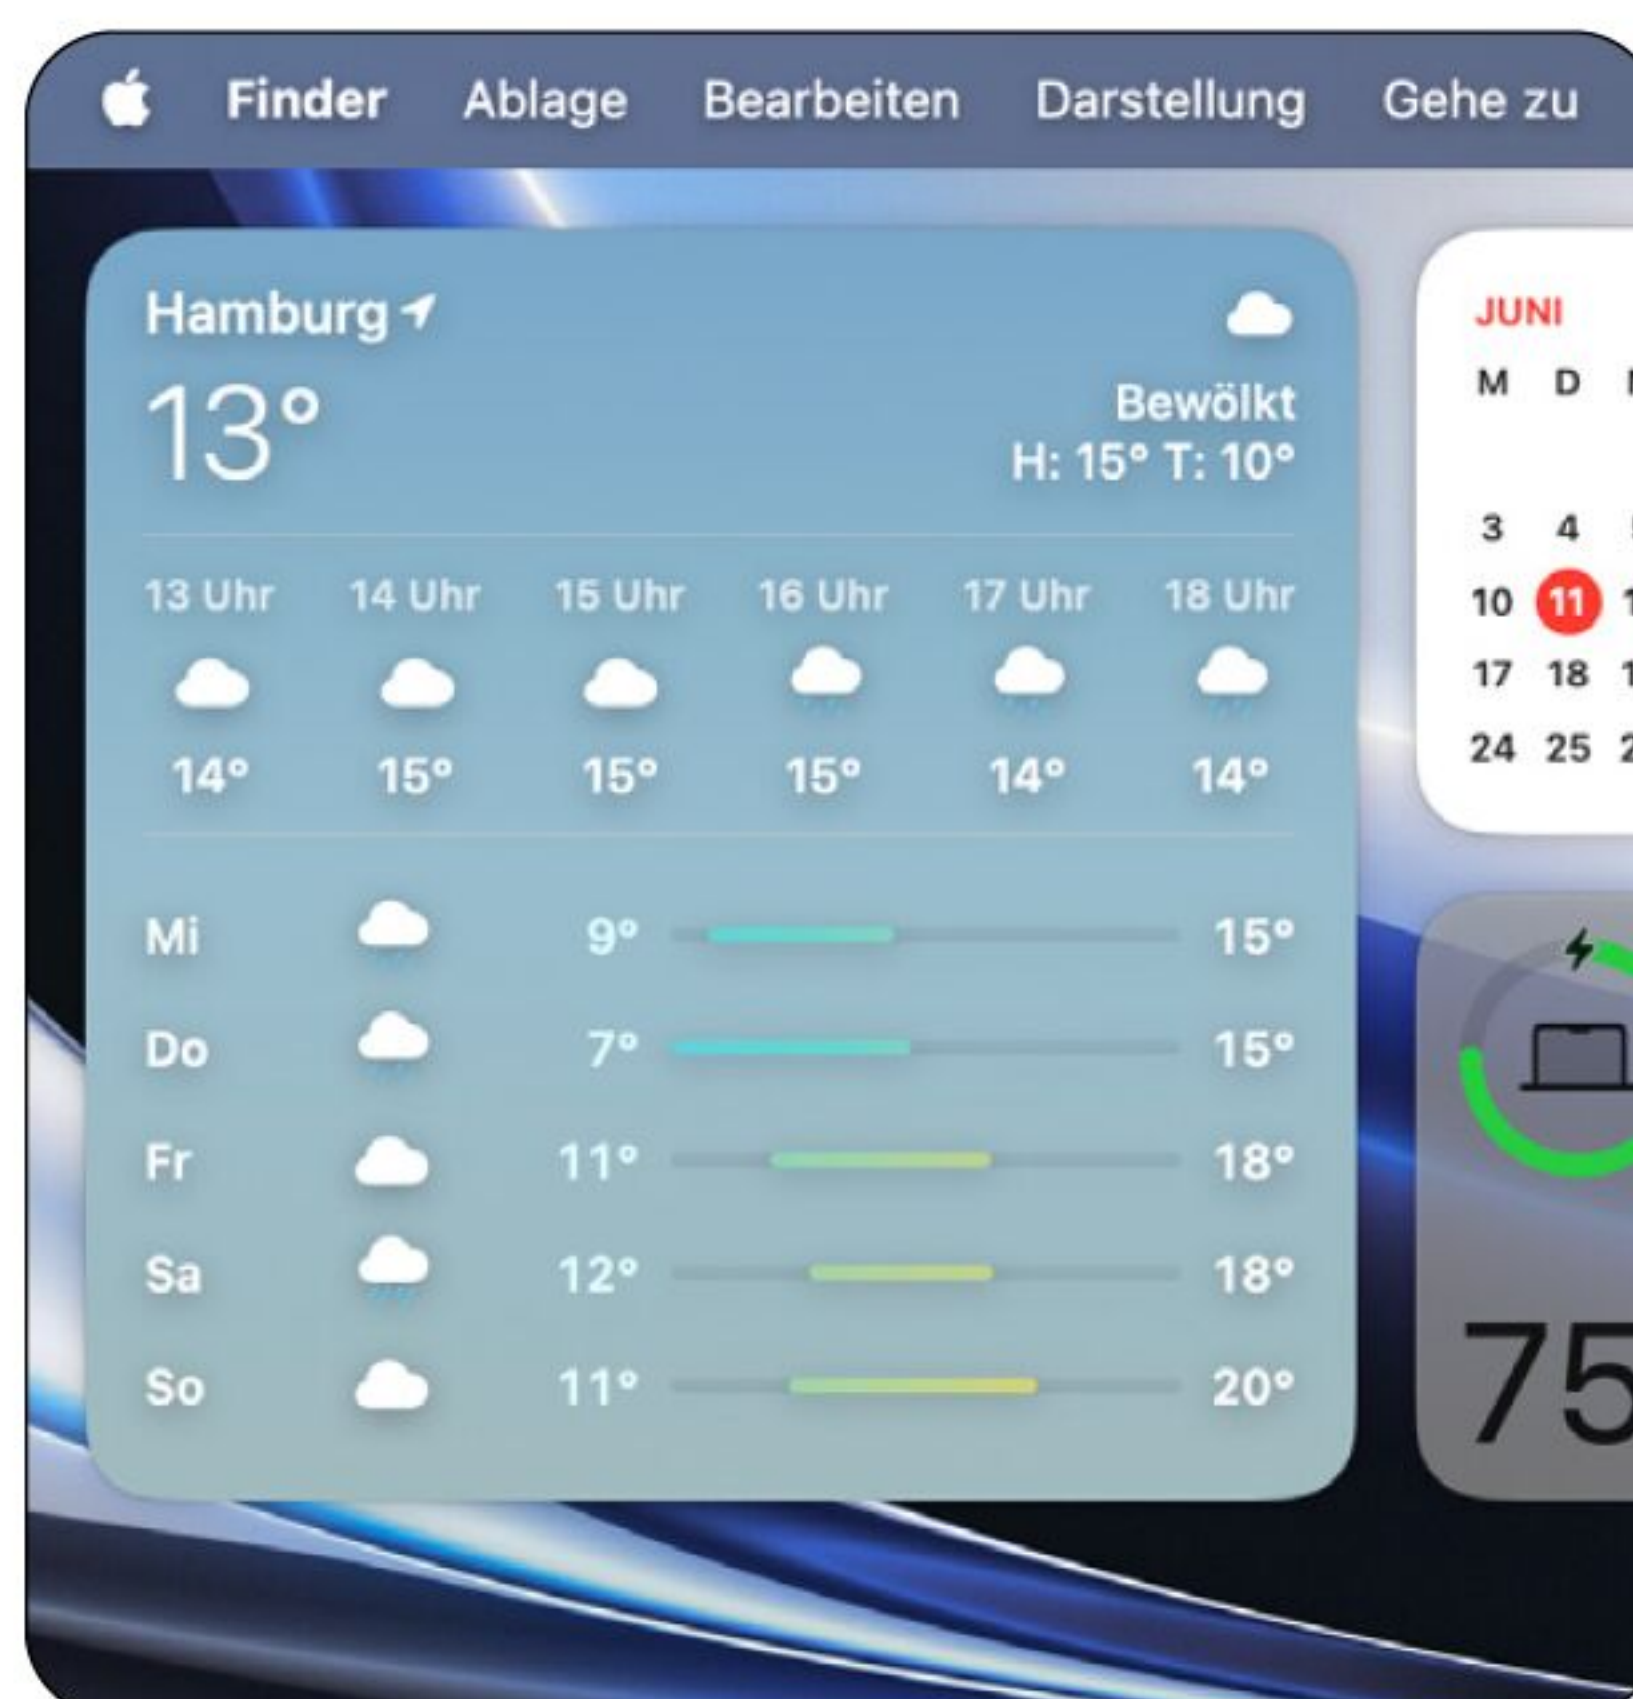 Finder Ablage Bearbeiten Darstellung Gehe zu
Hamburg
13°
Bewölkt
H: 15° T: 10°
13 Uhr 14 Uhr 15 Uhr 16 Uhr 17 Uhr 18 Uhr
14° 15° 15° 15° 14° 14°
Mi 9° 15°
Do 7° 15°
Fr 11° 18°
Sa 12° 18°
So 11° 20°
JUNI
M D
3 4
10 11
17 18
24 25
75